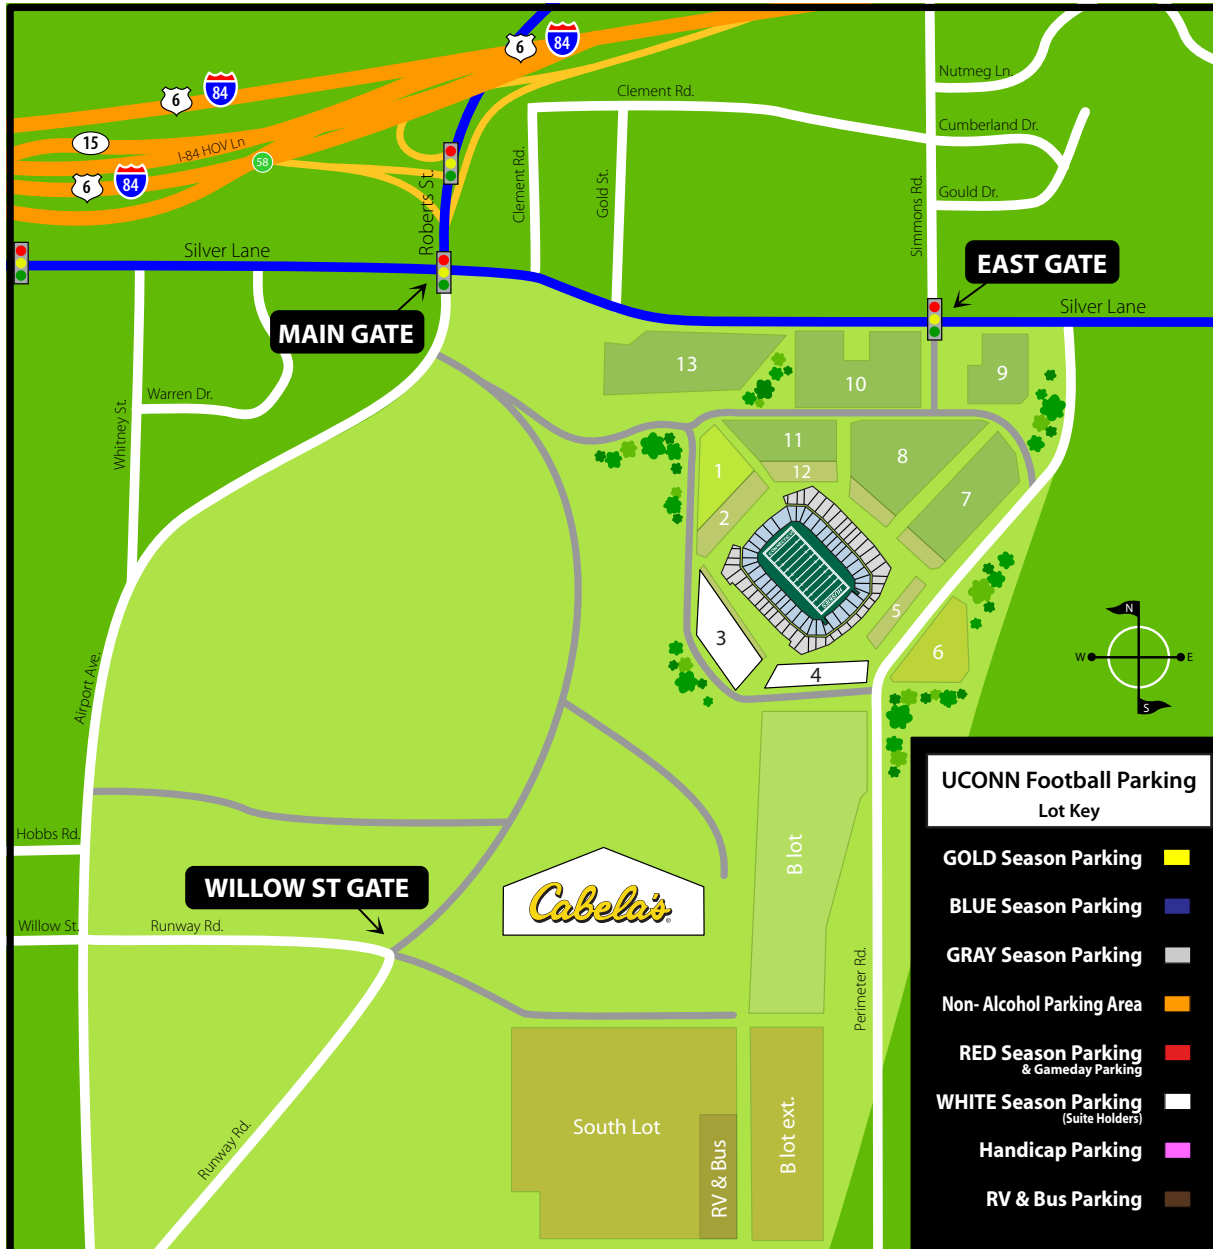 6
84
6
84
15
I-84 HOV Ln
58
6
84
Roberts St.
Clement Rd.
Clement Rd.
Gold St.
Nutmeg Ln.
Cumberland Dr.
Gould Dr.
Simmons Rd.
Silver Lane
EAST GATE
Silver Lane
MAIN GATE
Whitney St.
Warren Dr.
13
10
9
11
12
8
7
1
2
3
4
5
6
HUSKIES
N
W
E
S
Airport Ave.
Hobbs Rd.
WILLOW ST GATE
Willow St.
Runway Rd.
Cabela's
®
B lot
Perimeter Rd.
Runway Rd.
South Lot
RV & Bus
B lot ext.
UCONN Football Parking
Lot Key
GOLD Season Parking
BLUE Season Parking
GRAY Season Parking
Non- Alcohol Parking Area
RED Season Parking
& Gameday Parking
WHITE Season Parking
(Suite Holders)
Handicap Parking
RV & Bus Parking